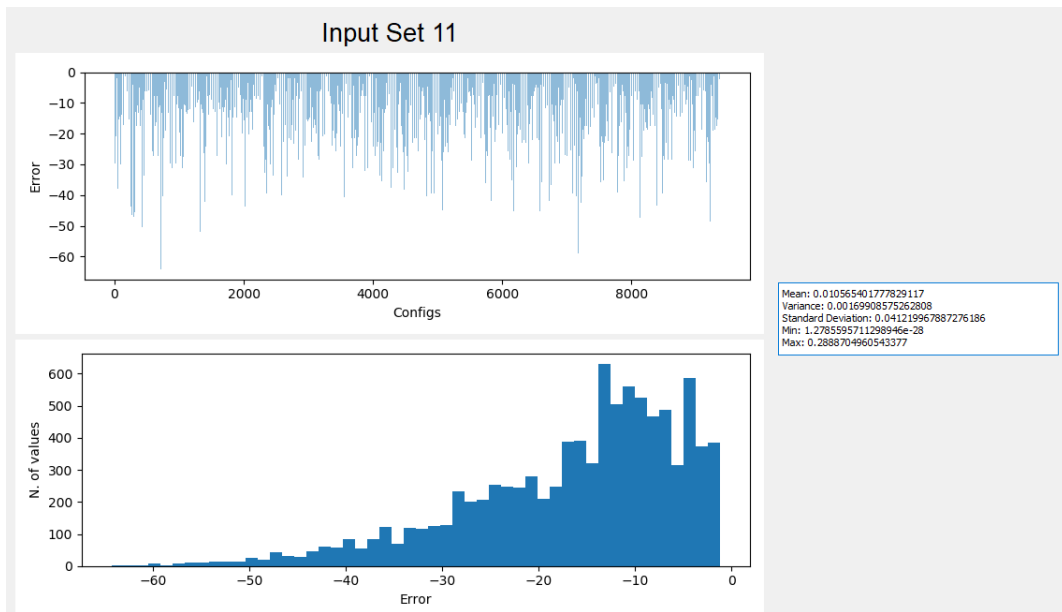 Input Set 11
0
−10
−20
−30
−40
−50
−60
Error
0 2000 4000 6000 8000
Configs
Mean: 0.010565401777829117
Variance: 0.00169908575262808
Standard Deviation: 0.041219967887276186
Min: 1.2785595711298946e-28
Max: 0.2888704960543377
600
500
400
300
200
100
0
N. of values
−60 −50 −40 −30 −20 −10 0
Error